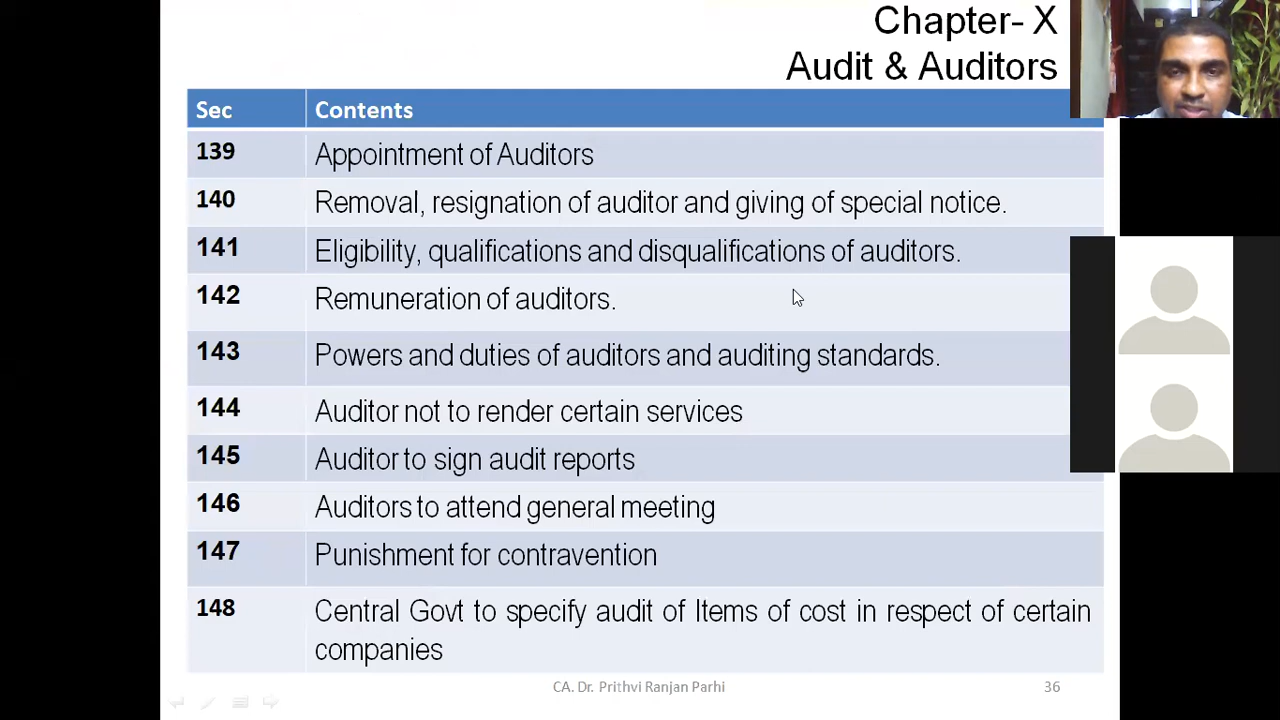 Chapter- X
Audit & Auditors
Sec Contents
139 Appointment of Auditors
140 Removal, resignation of auditor and giving of special notice.
141 Eligibility, qualifications and disqualifications of auditors.
142 Remuneration of auditors.
143 Powers and duties of auditors and auditing standards.
144 Auditor not to render certain services
145 Auditor to sign audit reports
146 Auditors to attend general meeting
147 Punishment for contravention
148 Central Govt to specify audit of Items of cost in respect of certain
companies
CA. Dr. Prithvi Ranjan Parhi 36